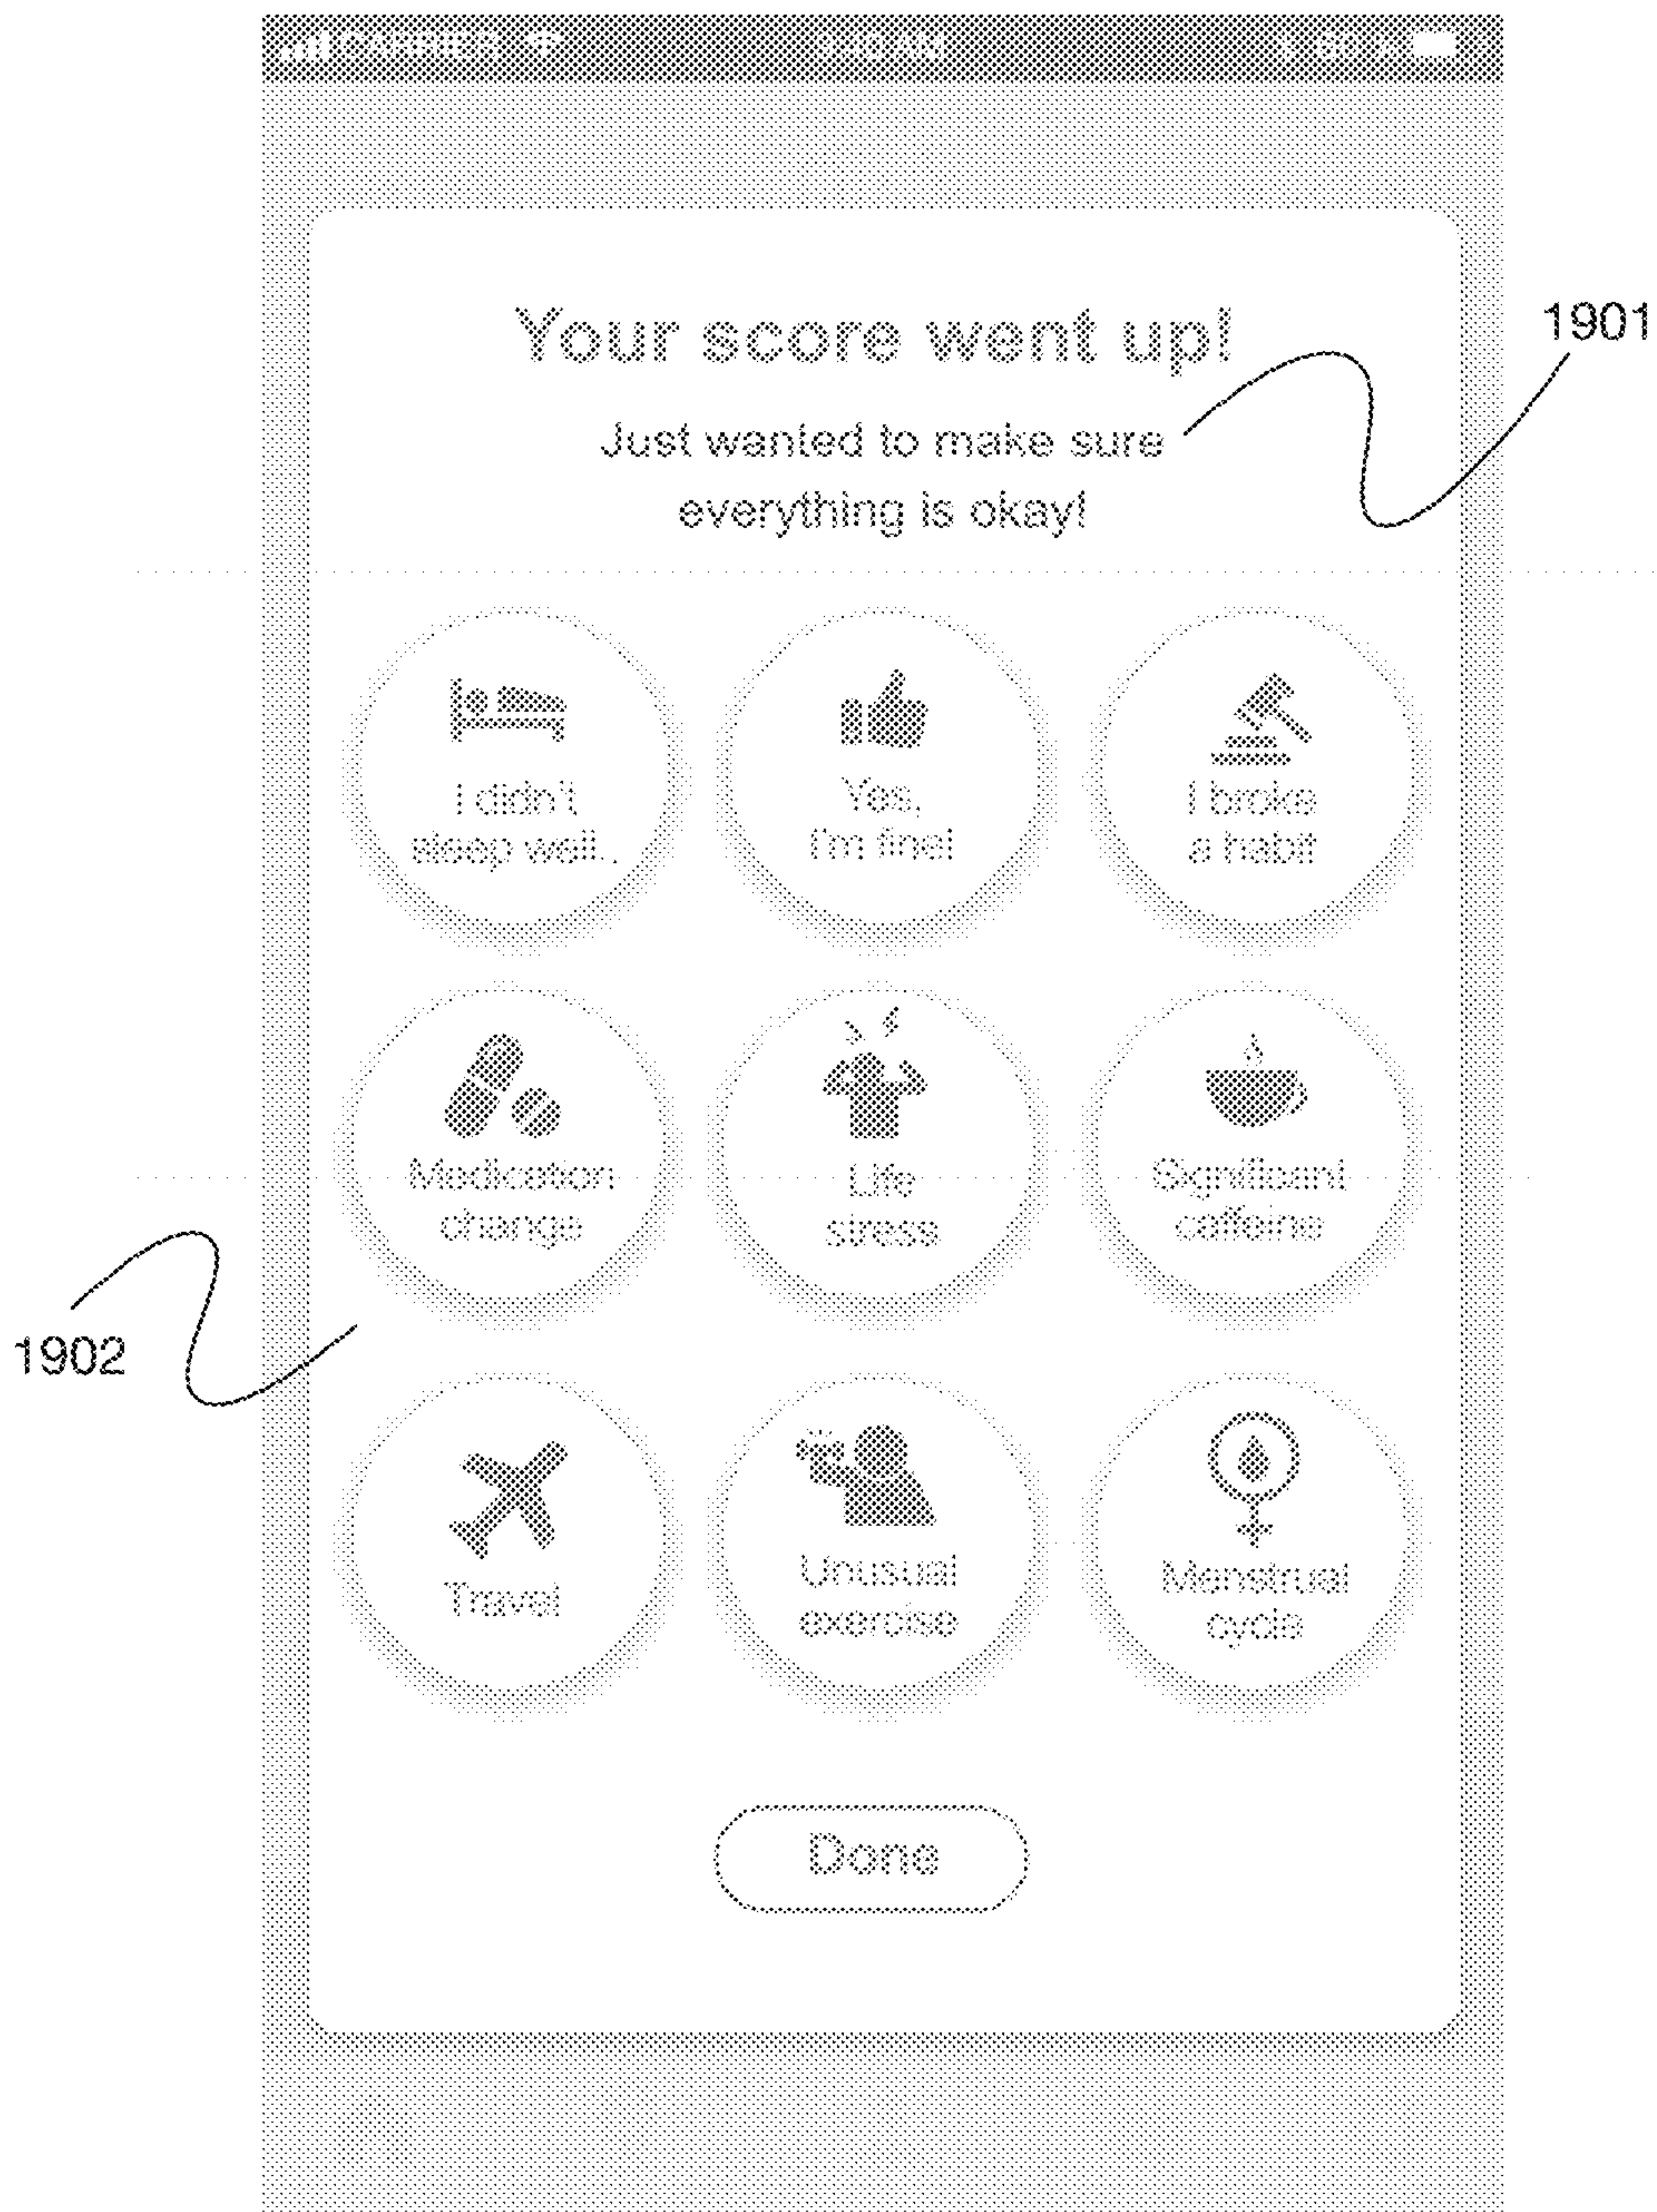 CARRIER
Your score went up!
1901
Just wanted to make sure
everything is okay!
I didn't
sleep well..
Yes,
I'm fine!
I broke
a habit
Medication
change
Life
stress
Significant
caffeine
1902
Travel
Unusual
exercise
Menstrual
cycle
Done